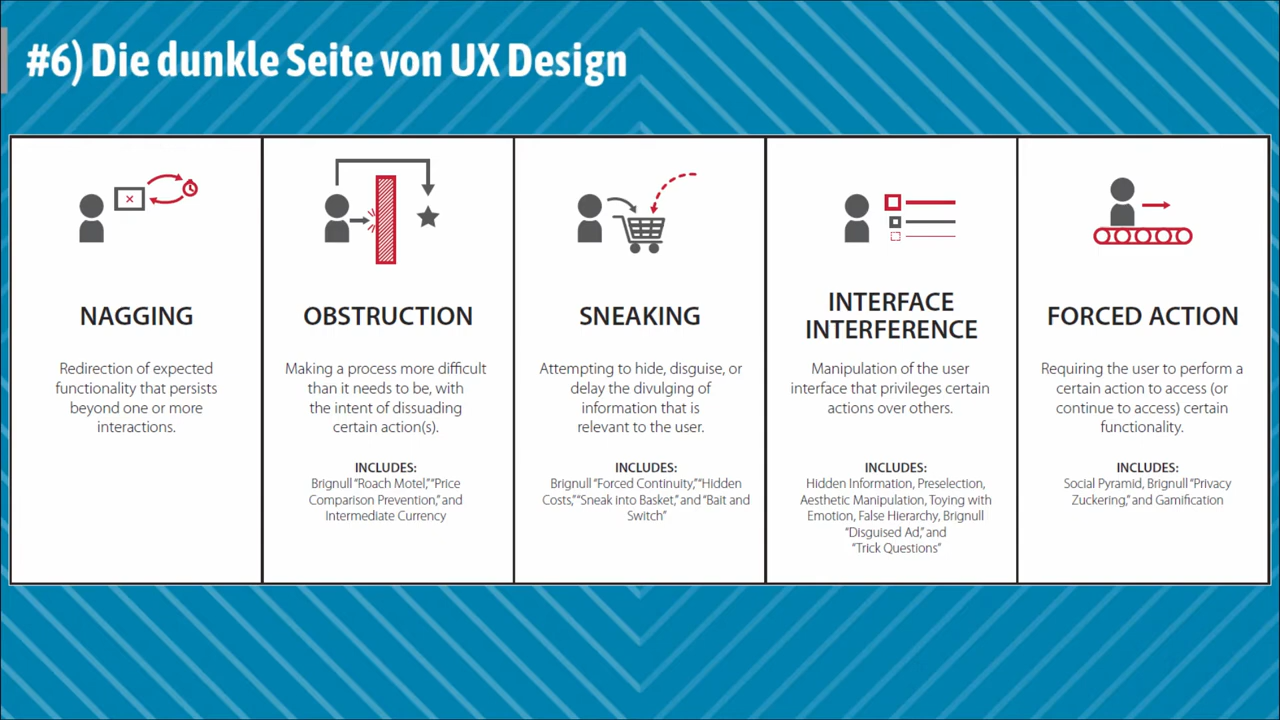 #6) Die dunkle Seite von UX Design
NAGGING
Redirection of expected
functionality that persists
beyond one or more
interactions.
OBSTRUCTION
Making a process more difficult
than it needs to be, with
the intent of dissuading
certain action(s).
INCLUDES:
Brignull “Roach Motel,” “Price
Comparison Prevention,” and
Intermediate Currency
SNEAKING
Attempting to hide, disguise, or
delay the divulging of
information that is
relevant to the user.
INCLUDES:
Brignull “Forced Continuity,” “Hidden
Costs,” “Sneak into Basket,” and “Bait and
Switch”
INTERFACE
INTERFERENCE
Manipulation of the user
interface that privileges certain
actions over others.
INCLUDES:
Hidden Information, Preselection,
Aesthetic Manipulation, Toying with
Emotion, False Hierarchy, Brignull
“Disguised Ad,” and
“Trick Questions”
FORCED ACTION
Requiring the user to perform a
certain action to access (or
continue to access) certain
functionality.
INCLUDES:
Social Pyramid, Brignull “Privacy
Zuckering,” and Gamification